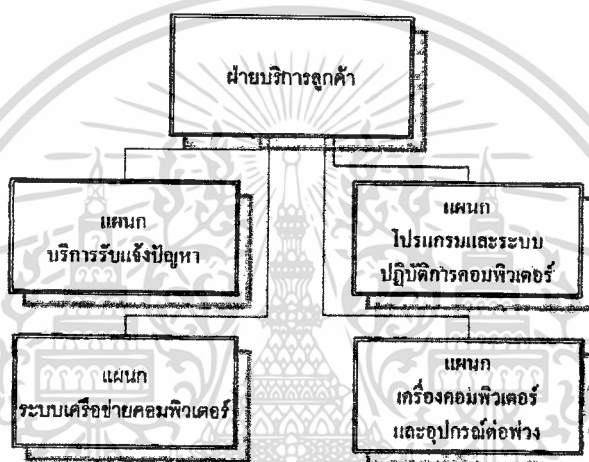 ฝ่ายบริการลูกค้า
แผนก
บริการรับแจ้งปัญหา
แผนก
โปรแกรมและระบบ
ปฏิบัติการคอมพิวเตอร์
แผนก
ระบบเครือข่ายคอมพิวเตอร์
แผนก
เครื่องคอมพิวเตอร์
และอุปกรณ์ต่อพ่วง